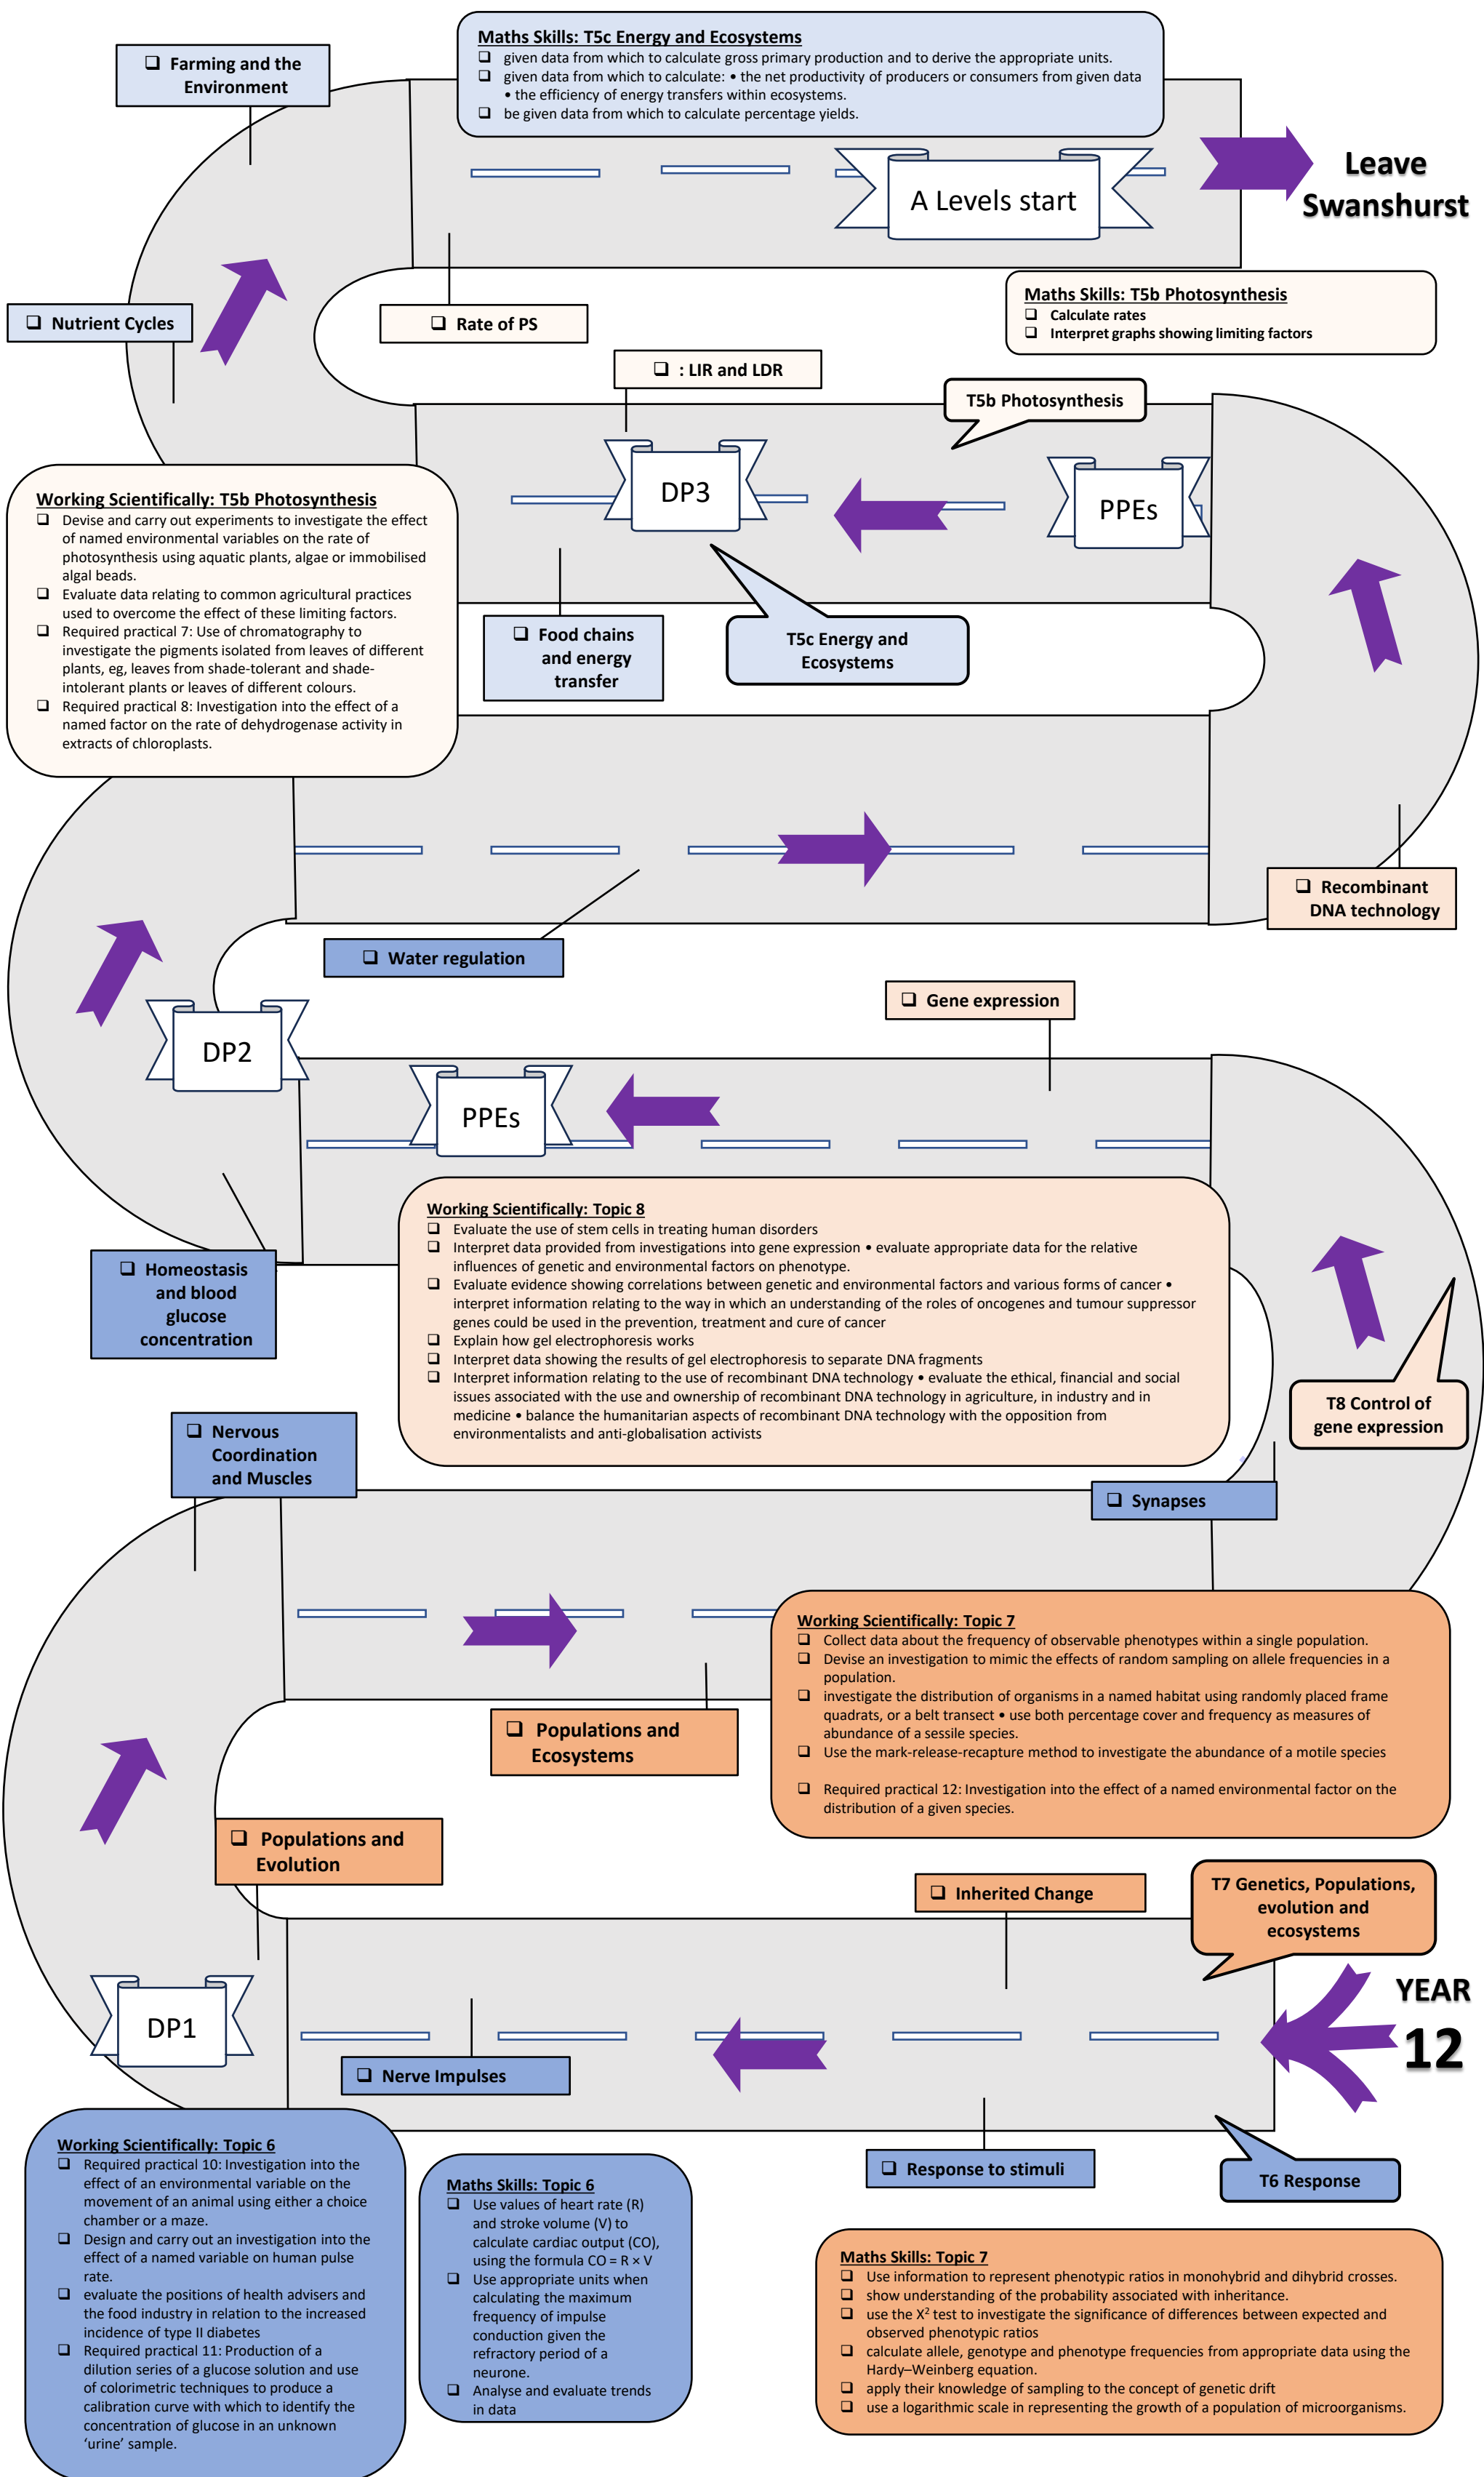 Maths Skills: T5c Energy and Ecosystems
❑ given data from which to calculate gross primary production and to derive the appropriate units.
❑ given data from which to calculate: • the net productivity of producers or consumers from given data
• the efficiency of energy transfers within ecosystems.
❑ be given data from which to calculate percentage yields.
❑ Farming and the
Environment
A Levels start
Leave
Swanshurst
❑ Nutrient Cycles
❑ Rate of PS
Maths Skills: T5b Photosynthesis
❑ Calculate rates
❑ Interpret graphs showing limiting factors
❑ : LIR and LDR
T5b Photosynthesis
DP3
PPEs
Working Scientifically: T5b Photosynthesis
❑ Devise and carry out experiments to investigate the effect
of named environmental variables on the rate of
photosynthesis using aquatic plants, algae or immobilised
algal beads.
❑ Evaluate data relating to common agricultural practices
used to overcome the effect of these limiting factors.
❑ Required practical 7: Use of chromatography to
investigate the pigments isolated from leaves of different
plants, eg, leaves from shade-tolerant and shade-
intolerant plants or leaves of different colours.
❑ Required practical 8: Investigation into the effect of a
named factor on the rate of dehydrogenase activity in
extracts of chloroplasts.
❑ Food chains
and energy
transfer
T5c Energy and
Ecosystems
❑ Recombinant
DNA technology
❑ Water regulation
❑ Gene expression
DP2
PPEs
Working Scientifically: Topic 8
❑ Evaluate the use of stem cells in treating human disorders
❑ Interpret data provided from investigations into gene expression • evaluate appropriate data for the relative
influences of genetic and environmental factors on phenotype.
❑ Evaluate evidence showing correlations between genetic and environmental factors and various forms of cancer •
interpret information relating to the way in which an understanding of the roles of oncogenes and tumour suppressor
genes could be used in the prevention, treatment and cure of cancer
❑ Explain how gel electrophoresis works
❑ Interpret data showing the results of gel electrophoresis to separate DNA fragments
❑ Interpret information relating to the use of recombinant DNA technology • evaluate the ethical, financial and social
issues associated with the use and ownership of recombinant DNA technology in agriculture, in industry and in
medicine • balance the humanitarian aspects of recombinant DNA technology with the opposition from
environmentalists and anti-globalisation activists
❑ Homeostasis
and blood
glucose
concentration
T8 Control of
gene expression
❑ Nervous
Coordination
and Muscles
❑ Synapses
Working Scientifically: Topic 7
❑ Collect data about the frequency of observable phenotypes within a single population.
❑ Devise an investigation to mimic the effects of random sampling on allele frequencies in a
population.
❑ investigate the distribution of organisms in a named habitat using randomly placed frame
quadrats, or a belt transect • use both percentage cover and frequency as measures of
abundance of a sessile species.
❑ Use the mark-release-recapture method to investigate the abundance of a motile species
❑ Required practical 12: Investigation into the effect of a named environmental factor on the
distribution of a given species.
❑ Populations and
Ecosystems
❑ Populations and
Evolution
❑ Inherited Change
T7 Genetics, Populations,
evolution and
ecosystems
YEAR
12
DP1
❑ Nerve Impulses
❑ Response to stimuli
T6 Response
Working Scientifically: Topic 6
❑ Required practical 10: Investigation into the
effect of an environmental variable on the
movement of an animal using either a choice
chamber or a maze.
❑ Design and carry out an investigation into the
effect of a named variable on human pulse
rate.
❑ evaluate the positions of health advisers and
the food industry in relation to the increased
incidence of type II diabetes
❑ Required practical 11: Production of a
dilution series of a glucose solution and use
of colorimetric techniques to produce a
calibration curve with which to identify the
concentration of glucose in an unknown
‘urine’ sample.
Maths Skills: Topic 6
❑ Use values of heart rate (R)
and stroke volume (V) to
calculate cardiac output (CO),
using the formula CO = R × V
❑ Use appropriate units when
calculating the maximum
frequency of impulse
conduction given the
refractory period of a
neurone.
❑ Analyse and evaluate trends
in data
Maths Skills: Topic 7
❑ Use information to represent phenotypic ratios in monohybrid and dihybrid crosses.
❑ show understanding of the probability associated with inheritance.
❑ use the X² test to investigate the significance of differences between expected and
observed phenotypic ratios
❑ calculate allele, genotype and phenotype frequencies from appropriate data using the
Hardy–Weinberg equation.
❑ apply their knowledge of sampling to the concept of genetic drift
❑ use a logarithmic scale in representing the growth of a population of microorganisms.